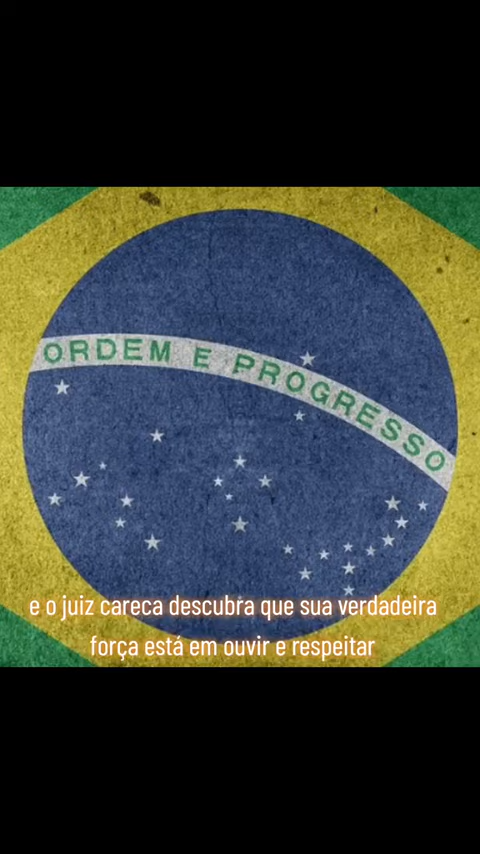 ORDEM E PROGRESSO
e o juiz careca descubra que sua verdadeira
força está em ouvir e respeitar